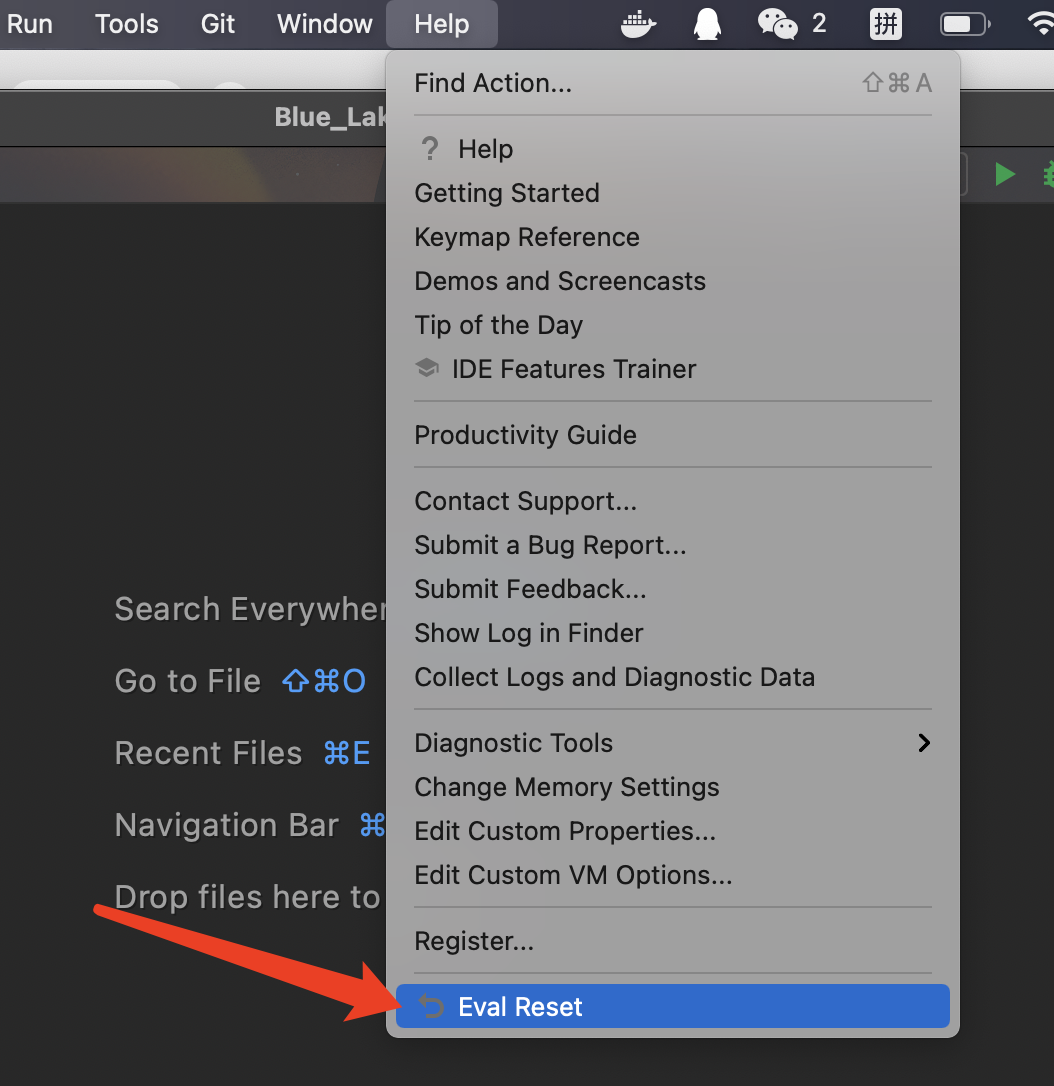 Run Tools Git Window Help 2 拼
Find Action... ⇧⌘A
Blue_Lak
? Help
Getting Started
Keymap Reference
Demos and Screencasts
Tip of the Day
IDE Features Trainer
Productivity Guide
Contact Support...
Submit a Bug Report...
Submit Feedback...
Search Everywher
Show Log in Finder
Go to File ⇧⌘O
Collect Logs and Diagnostic Data
Diagnostic Tools
Recent Files ⌘E
Change Memory Settings
Navigation Bar ⌘
Edit Custom Properties...
Edit Custom VM Options...
Drop files here to
Register...
Eval Reset